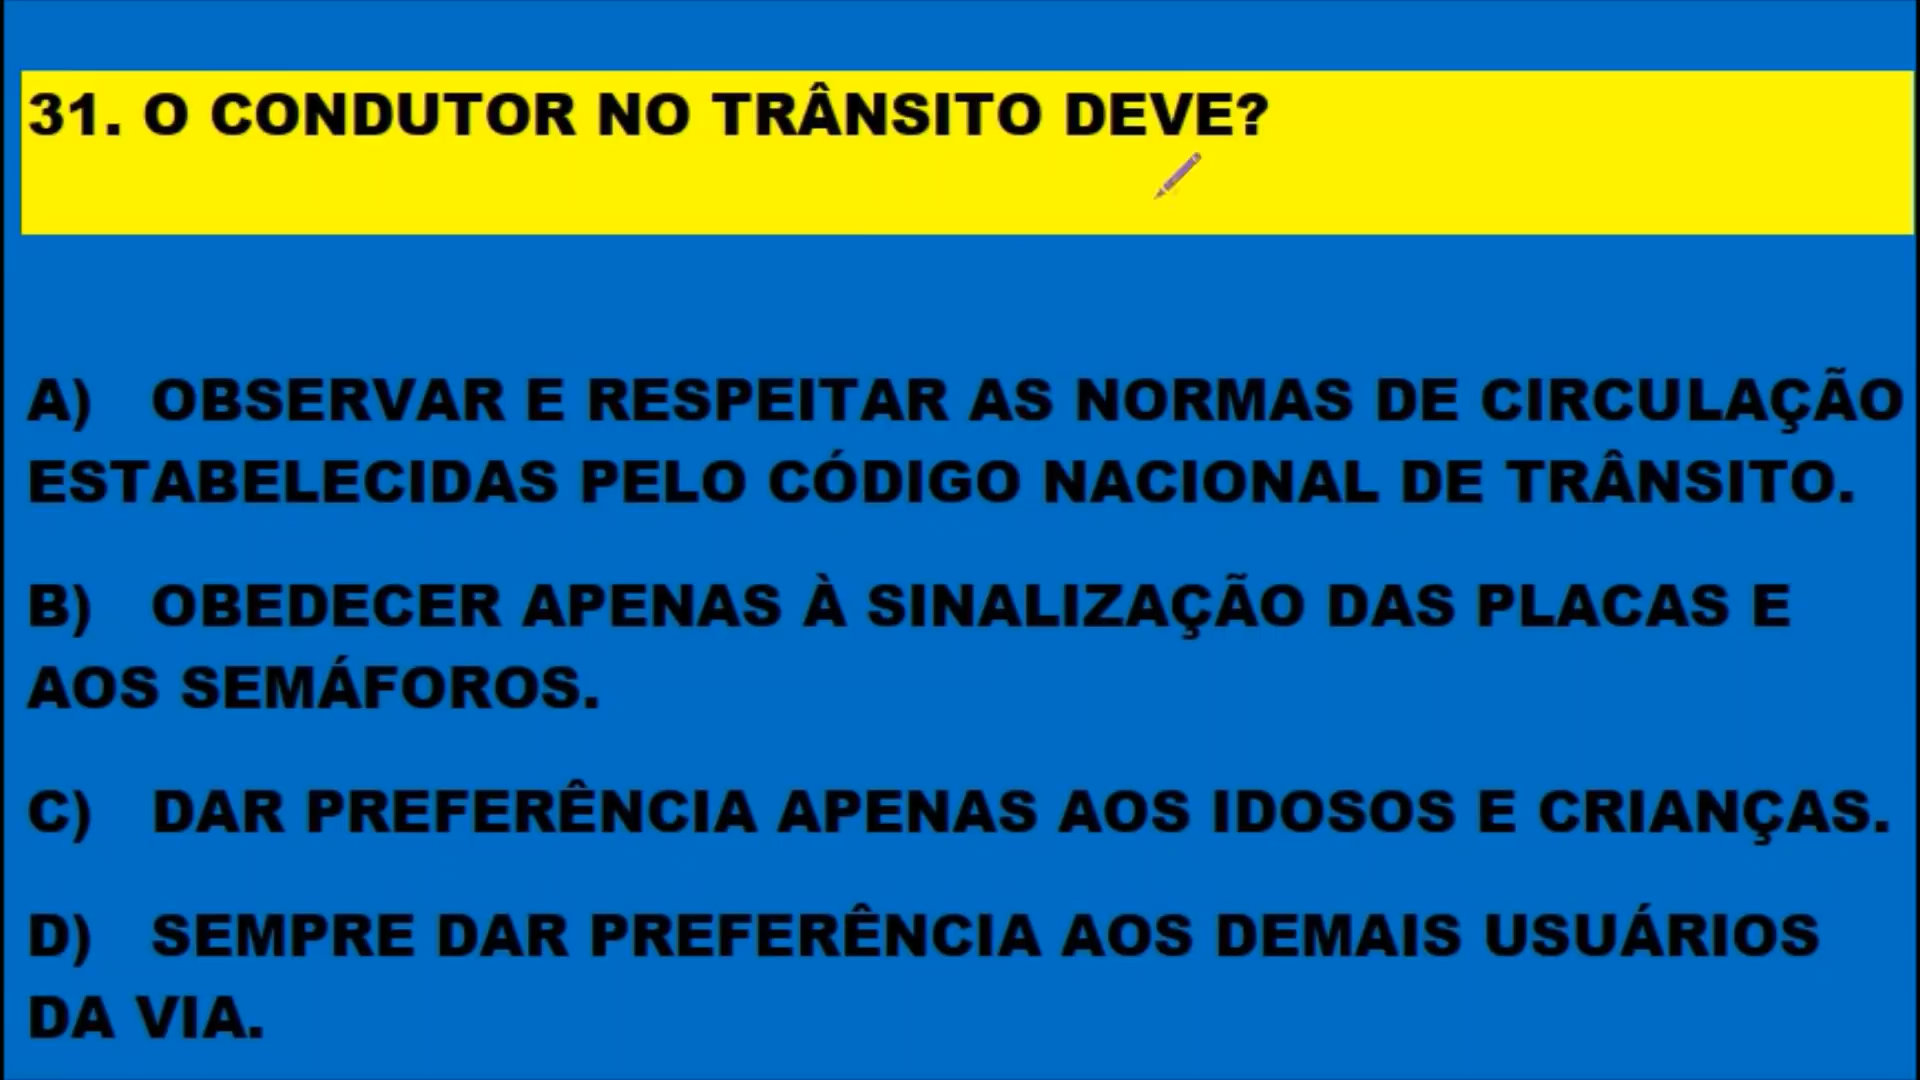 31. O CONDUTOR NO TRÂNSITO DEVE?
A) OBSERVAR E RESPEITAR AS NORMAS DE CIRCULAÇÃO
ESTABELECIDAS PELO CÓDIGO NACIONAL DE TRÂNSITO.
B) OBEDECER APENAS À SINALIZAÇÃO DAS PLACAS E
AOS SEMÁFOROS.
C) DAR PREFERÊNCIA APENAS AOS IDOSOS E CRIANÇAS.
D) SEMPRE DAR PREFERÊNCIA AOS DEMAIS USUÁRIOS
DA VIA.